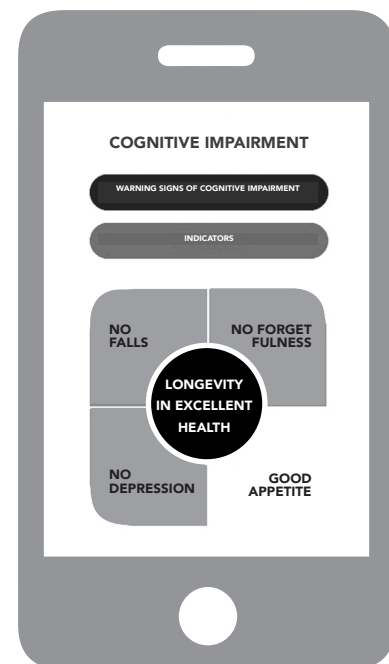 COGNITIVE IMPAIRMENT
WARNING SIGNS OF COGNITIVE IMPAIRMENT
INDICATORS
NO
FALLS
NO FORGET
FULNESS
LONGEVITY
IN EXCELLENT
HEALTH
NO
DEPRESSION
GOOD
APPETITE